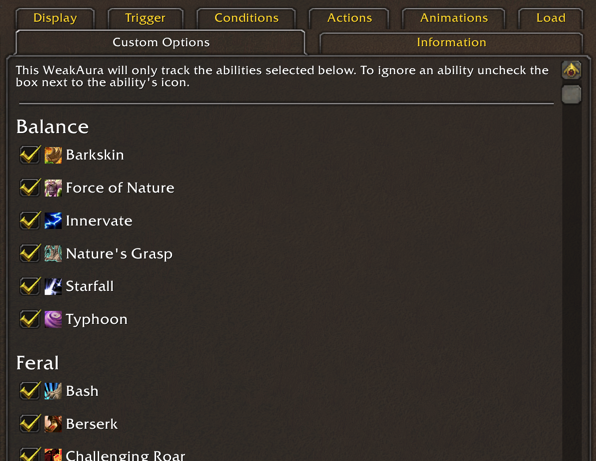 Display Trigger Conditions Actions Animations Load
Custom Options Information
This WeakAura will only track the abilities selected below. To ignore an ability uncheck the
box next to the ability's icon.
Balance
Barkskin
Force of Nature
Innervate
Nature's Grasp
Starfall
Typhoon
Feral
Bash
Berserk
Challenging Roar